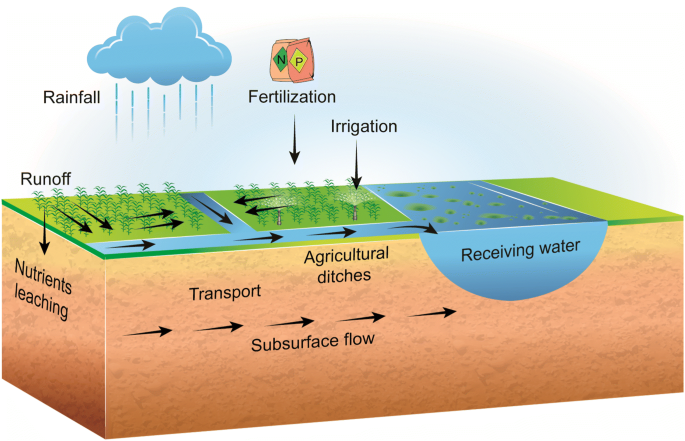 N
P
Rainfall
Fertilization
Irrigation
Runoff
Nutrients
leaching
Agricultural
ditches
Receiving water
Transport
Subsurface flow